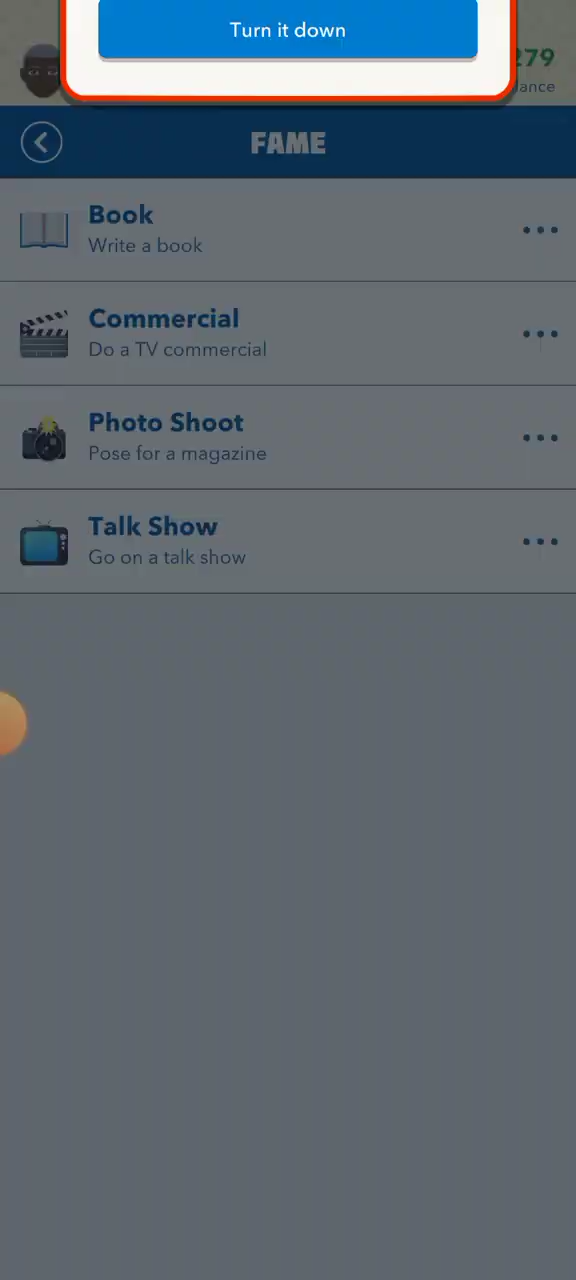 Turn it down
279
lance
FAME
Book
Write a book
Commercial
Do a TV commercial
Photo Shoot
Pose for a magazine
Talk Show
Go on a talk show